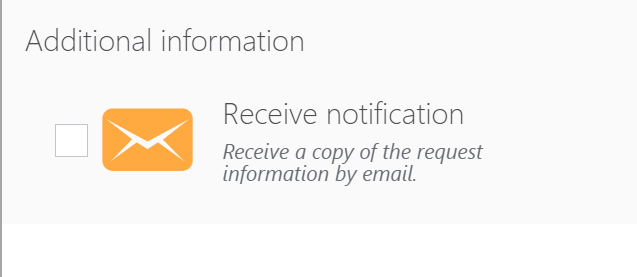 Additional information
Receive notification
Receive a copy of the request
information by email.